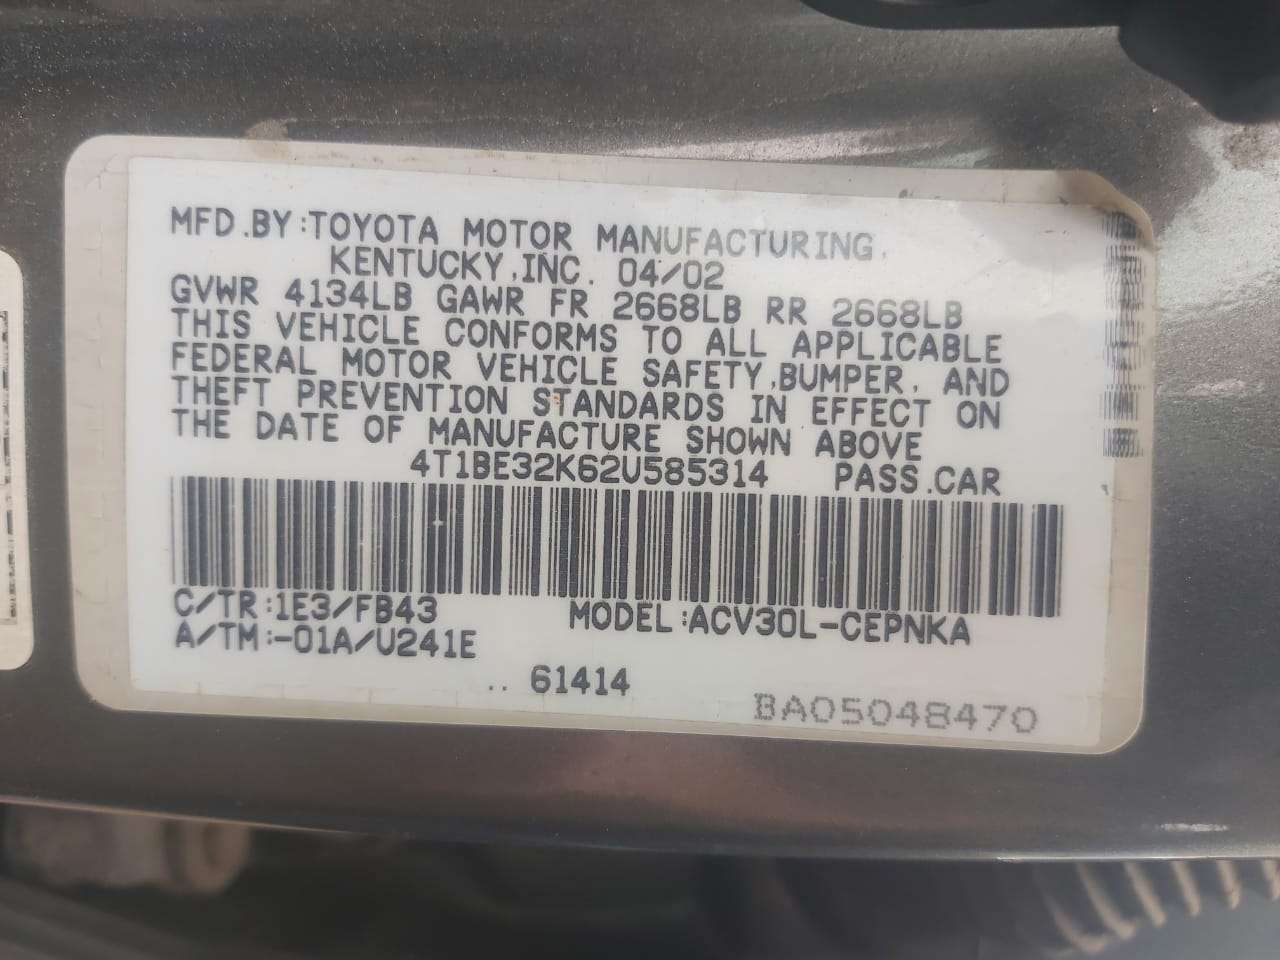 MFD.BY:TOYOTA MOTOR MANUFACTURING,
KENTUCKY,INC. 04/02
GVWR 4134LB GAWR FR 2668LB RR 2668LB
THIS VEHICLE CONFORMS TO ALL APPLICABLE
FEDERAL MOTOR VEHICLE SAFETY,BUMPER, AND
THEFT PREVENTION STANDARDS IN EFFECT ON
THE DATE OF MANUFACTURE SHOWN ABOVE
4T1BE32K62U585314 PASS.CAR
C/TR:1E3/FB43 MODEL:ACV30L-CEPNKA
A/TM:-01A/U241E
.. 61414
BA05048470